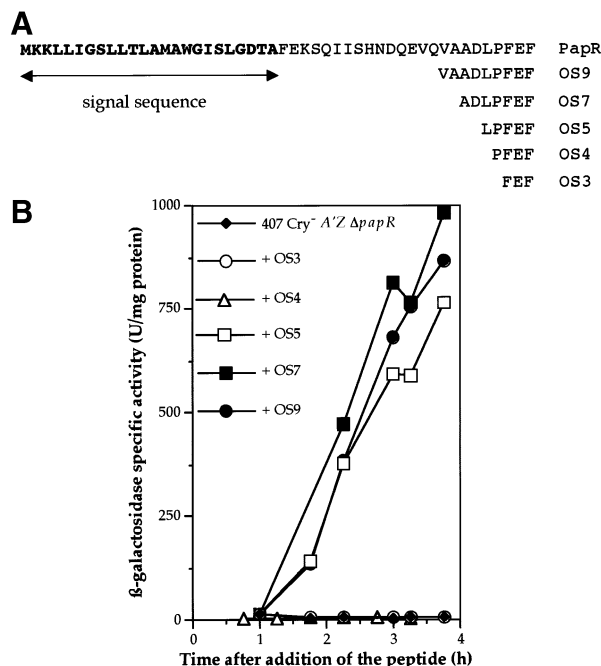 A
MKKLLIGSLLTLAMAWGISLGDTAFEKSQIISHNDQEVQVAADLPFEF PapR
VAADLPFEF OS9
signal sequence
ADLPFEF OS7
LPFEF OS5
PFEF OS4
FEF OS3
B
ß-galactosidase specific activity (U/mg protein)
1000
750
500
250
0
407 Cry⁻ A'Z ΔpapR
+ OS3
+ OS4
+ OS5
+ OS7
+ OS9
0 1 2 3 4
Time after addition of the peptide (h)